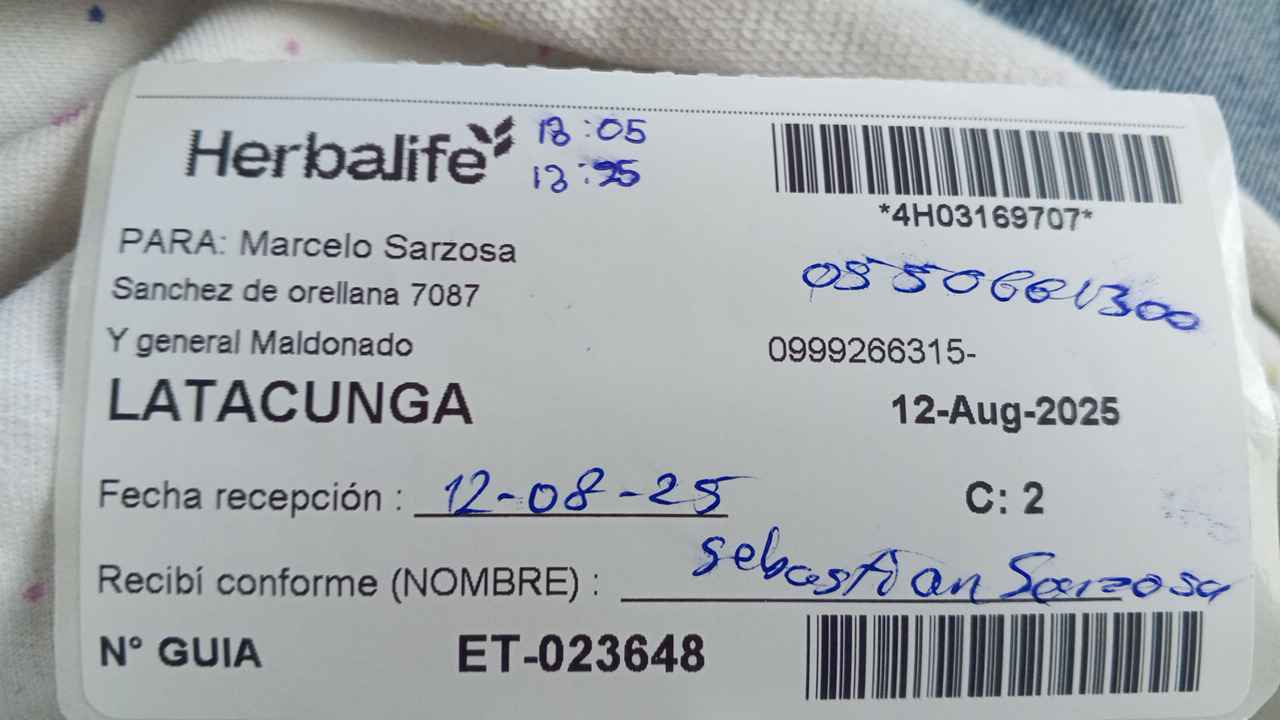 Herbalife
13:05
13:25
*4H03169707*
PARA: Marcelo Sarzosa
Sanchez de orellana 7087
Y general Maldonado
0999266315-
LATACUNGA
12-Aug-2025
Fecha recepción : 12-08-25
C: 2
Recibí conforme (NOMBRE) : Sebastian Sarzosa
N° GUIA ET-023648